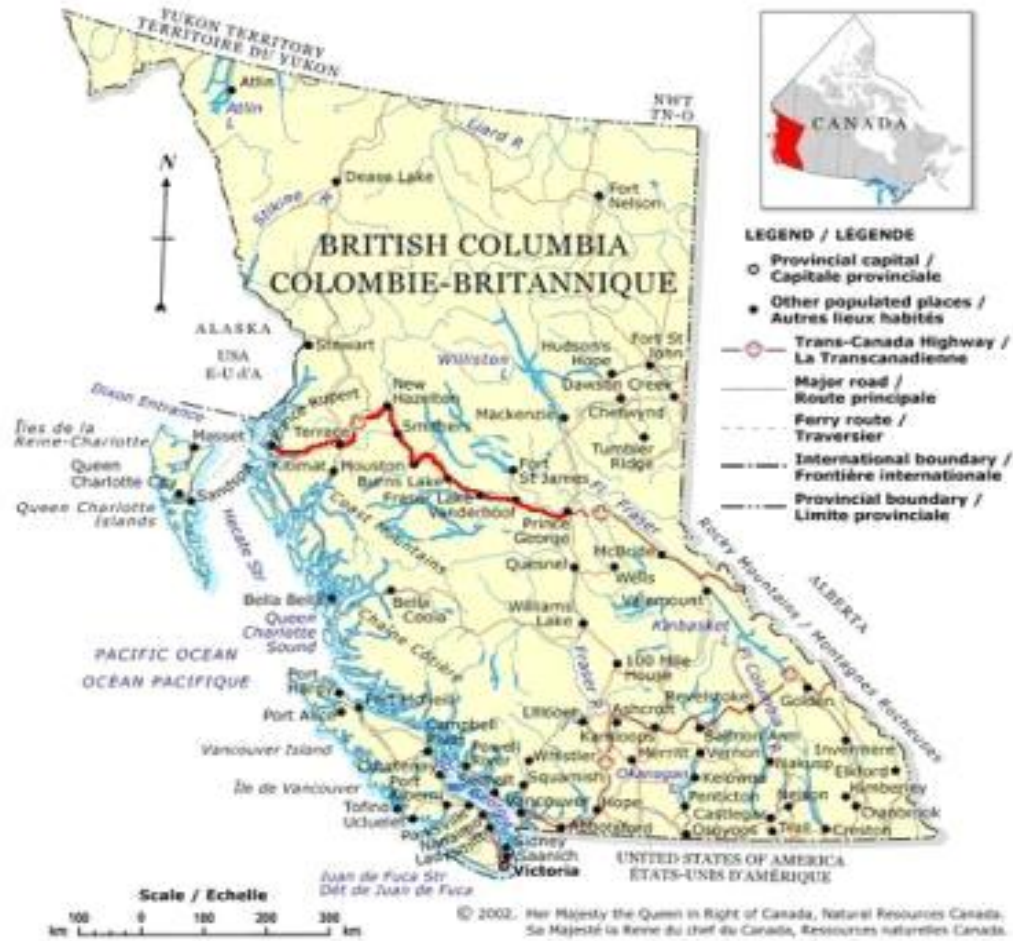 YUKON TERRITORY
TERRITOIRE DU YUKON
NWT
TN-O
CANADA
Atlin
Atlin
L
Liard R
Dease Lake
Stikine
R
Fort
Nelson
N
BRITISH COLUMBIA
COLOMBIE-BRITANNIQUE
LEGEND / LÉGENDE
Provincial capital /
Capitale provinciale
Other populated places /
Autres lieux habités
Trans-Canada Highway /
La Transcanadienne
Major road /
Route principale
Ferry route /
Traversier
International boundary /
Frontière internationale
Provincial boundary /
Limite provinciale
ALASKA
USA
E-U d'A
Stewart
Williston
L
Hudson's
Hope
Fort St
John
Dawson Creek
Chetwynd
Mackenzie
Tumbler
Ridge
Dixon Entrance
Rupert
New
Hazelton
Terrace
Smithers
Îles de la
Reine-Charlotte
Masset
Queen
Charlotte City
Sandspit
Queen Charlotte
Islands
Kitimat
Houston
Burns Lake
Fraser Lake
Vanderhoof
Fort
St James
Prince
George
Fl Fraser
Hecate Str
Coast Mountains
Chaîne Côtière
McBride
Quesnel
Wells
Valemount
Rocky Mountains / Montagnes Rocheuses
ALBERTA
Bella Bella
Bella
Coola
Queen
Charlotte
Sound
Williams
Lake
Kinbasket
L
Fl Columbia
R
PACIFIC OCEAN
OCÉAN PACIFIQUE
Fraser R
100 Mile
House
Port
Hardy
Port McNeill
Port Alice
Revelstoke
Golden
Lillooet
Ashcroft
Kamloops
Salmon Arm
Vancouver Island
Île de Vancouver
Campbell
River
Powell
River
Courtenay
Port
Alberni
Whistler
Squamish
Merritt
Vernon
Nakusp
Invermere
Elkford
Kimberley
Okanagan
L
Kelowna
Penticton
Nelson
Cranbrook
Tofino
Ucluelet
Vancouver
Hope
Castlegar
Abbotsford
Osoyoos
Trail
Creston
Sidney
Saanich
Victoria
UNITED STATES OF AMERICA
ÉTATS-UNIS D'AMÉRIQUE
Juan de Fuca Str
Dét de Juan de Fuca
Scale / Echelle
100 0 100 200 300
km km
© 2002. Her Majesty the Queen in Right of Canada, Natural Resources Canada.
Sa Majesté la Reine du chef du Canada, Ressources naturelles Canada.